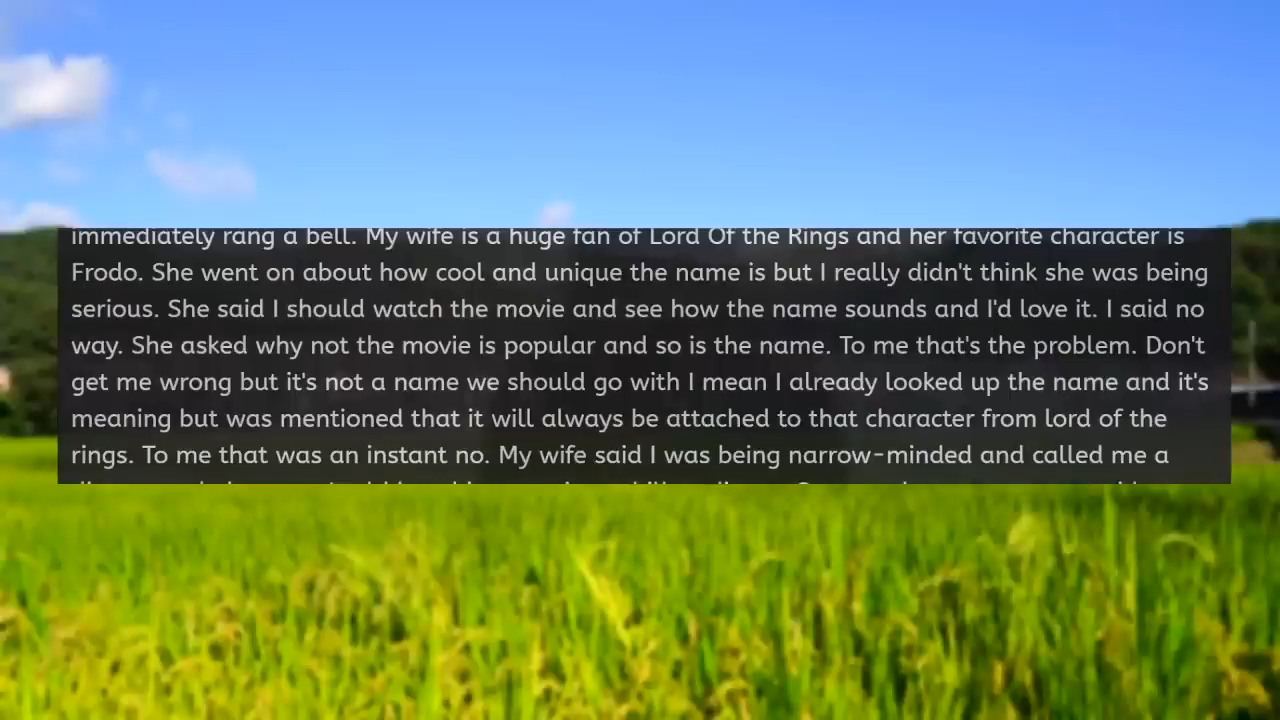 immediately rang a bell. My wife is a huge fan of Lord Of the Rings and her favorite character is
Frodo. She went on about how cool and unique the name is but I really didn't think she was being
serious. She said I should watch the movie and see how the name sounds and I'd love it. I said no
way. She asked why not the movie is popular and so is the name. To me that's the problem. Don't
get me wrong but it's not a name we should go with I mean I already looked up the name and it's
meaning but was mentioned that it will always be attached to that character from lord of the
rings. To me that was an instant no. My wife said I was being narrow-minded and called me a